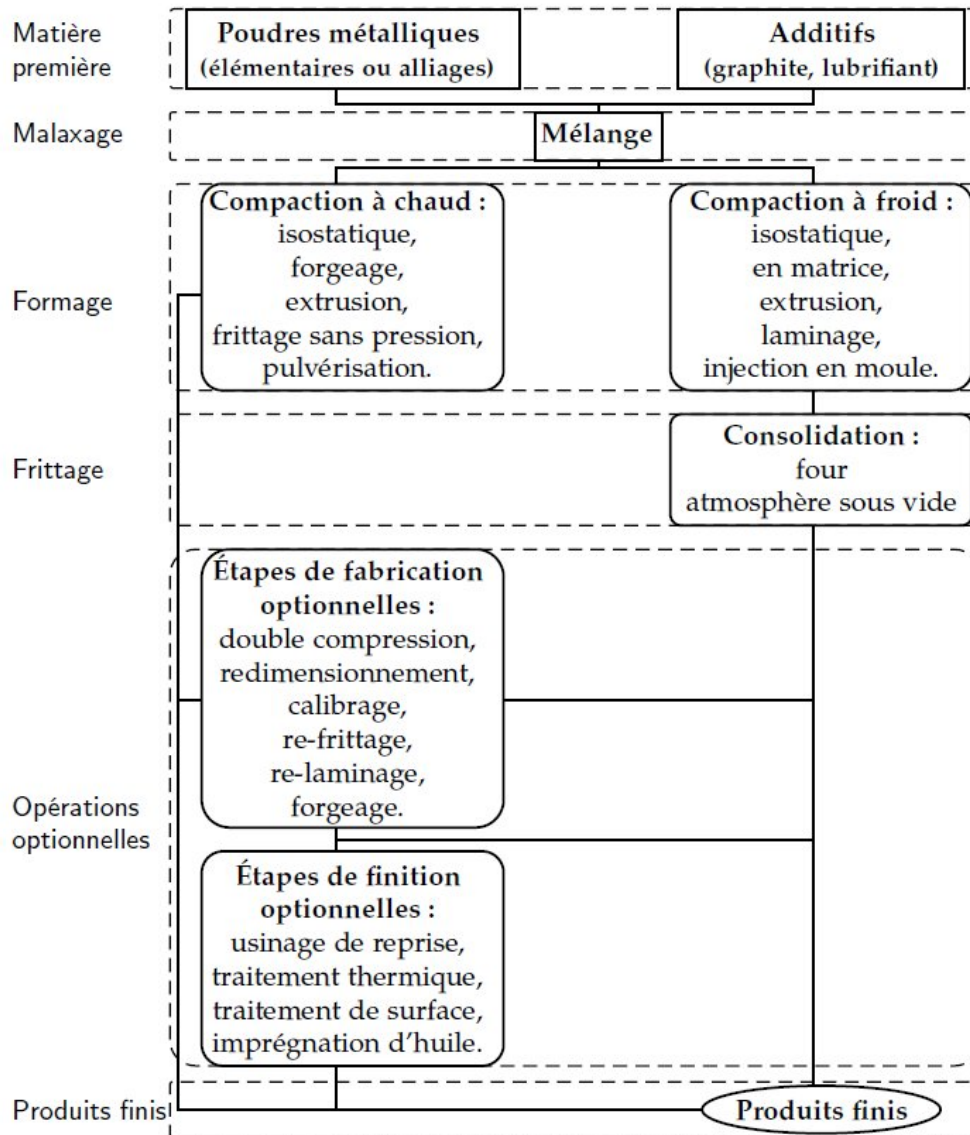 Matière
première
Poudres métalliques
(élémentaires ou alliages)
Additifs
(graphite, lubrifiant)
Malaxage
Mélange
Formage
Compaction à chaud :
isostatique,
forgeage,
extrusion,
frittage sans pression,
pulvérisation.
Compaction à froid :
isostatique,
en matrice,
extrusion,
laminage,
injection en moule.
Frittage
Consolidation :
four
atmosphère sous vide
Opérations
optionnelles
Étapes de fabrication
optionnelles :
double compression,
redimensionnement,
calibrage,
re-frittage,
re-laminage,
forgeage.
Étapes de finition
optionnelles :
usinage de reprise,
traitement thermique,
traitement de surface,
imprégnation d'huile.
Produits finis
Produits finis